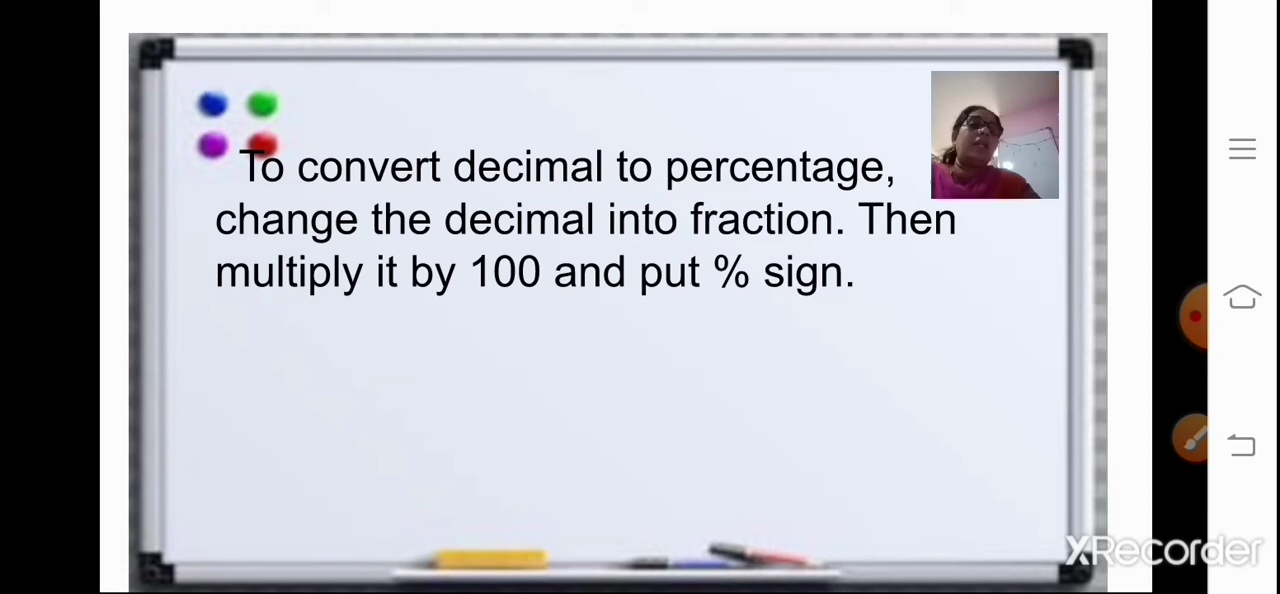 To convert decimal to percentage,
change the decimal into fraction. Then
multiply it by 100 and put % sign.
XRecorder